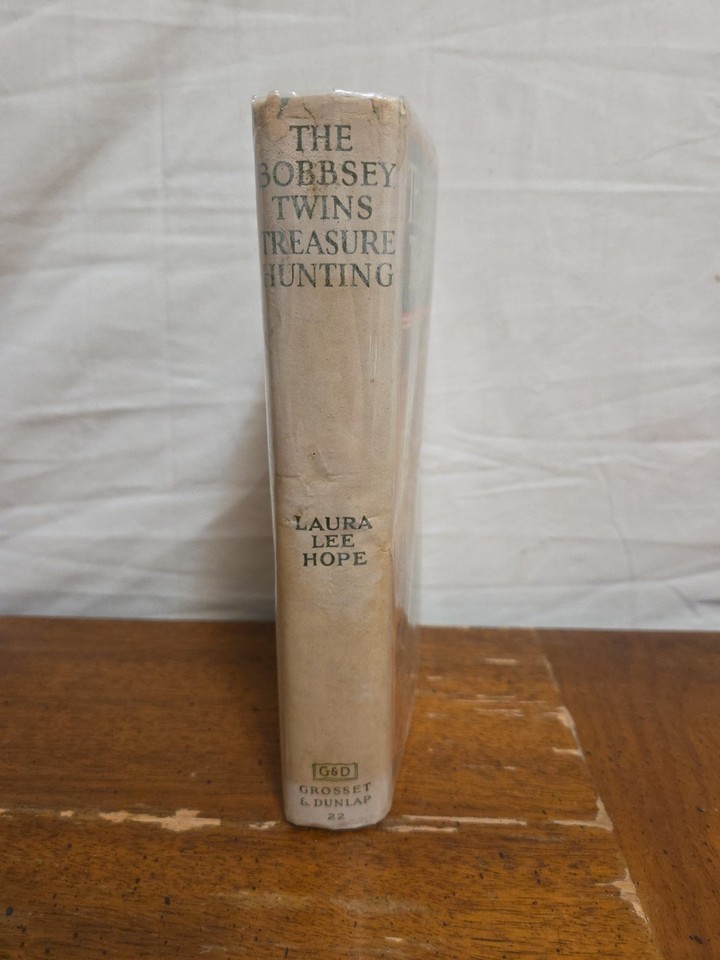 THE
BOBBSEY
TWINS
TREASURE
HUNTING
LAURA
LEE
HOPE
G&D
GROSSET
& DUNLAP
22